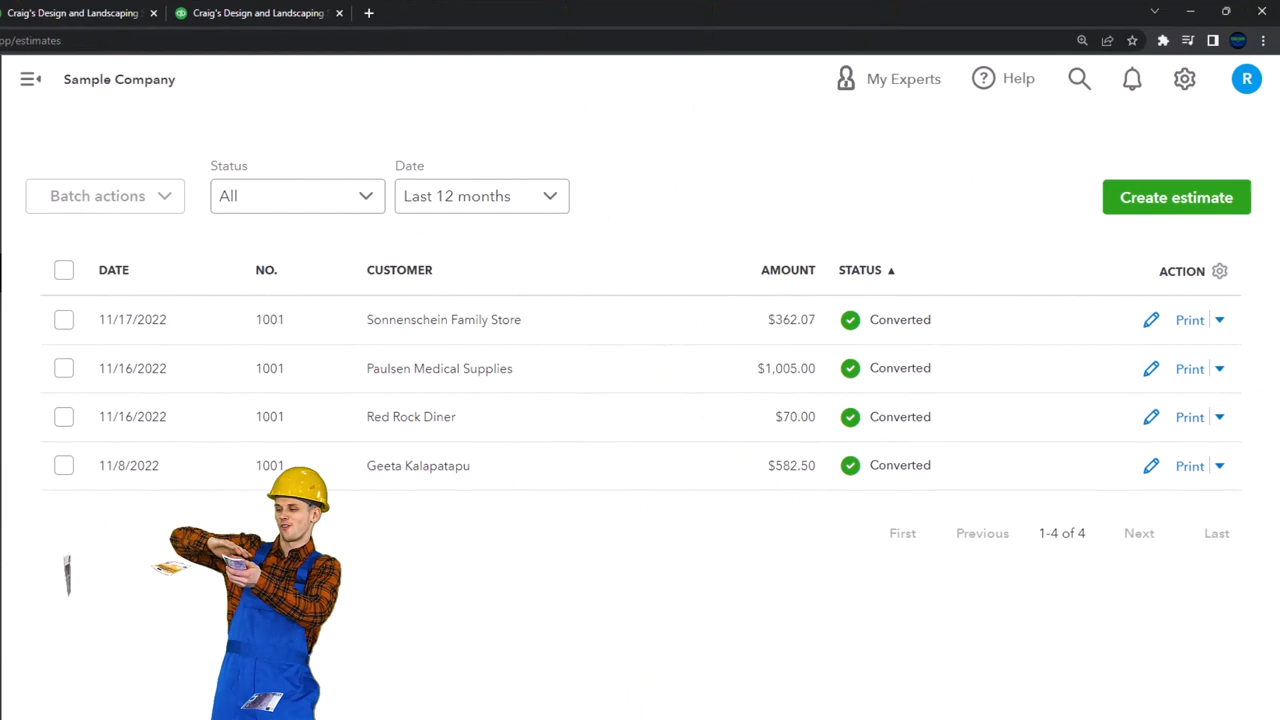 Craig's Design and Landscaping Craig's Design and Landscaping
pp/estimates
Sample Company My Experts Help R
Status Date
Batch actions All Last 12 months Create estimate
DATE NO. CUSTOMER AMOUNT STATUS ▲ ACTION
11/17/2022 1001 Sonnenschein Family Store $362.07 Converted Print
11/16/2022 1001 Paulsen Medical Supplies $1,005.00 Converted Print
11/16/2022 1001 Red Rock Diner $70.00 Converted Print
11/8/2022 1001 Geeta Kalapatapu $582.50 Converted Print
First Previous 1-4 of 4 Next Last